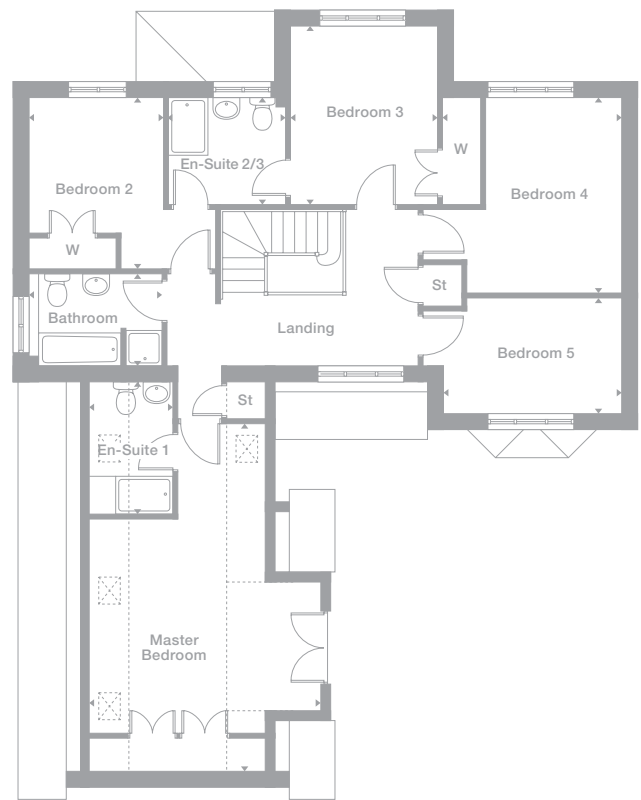 Bedroom 3
W
En-Suite 2/3
Bedroom 2
Bedroom 4
W
St
Bathroom
Landing
Bedroom 5
St
En-Suite 1
Master
Bedroom